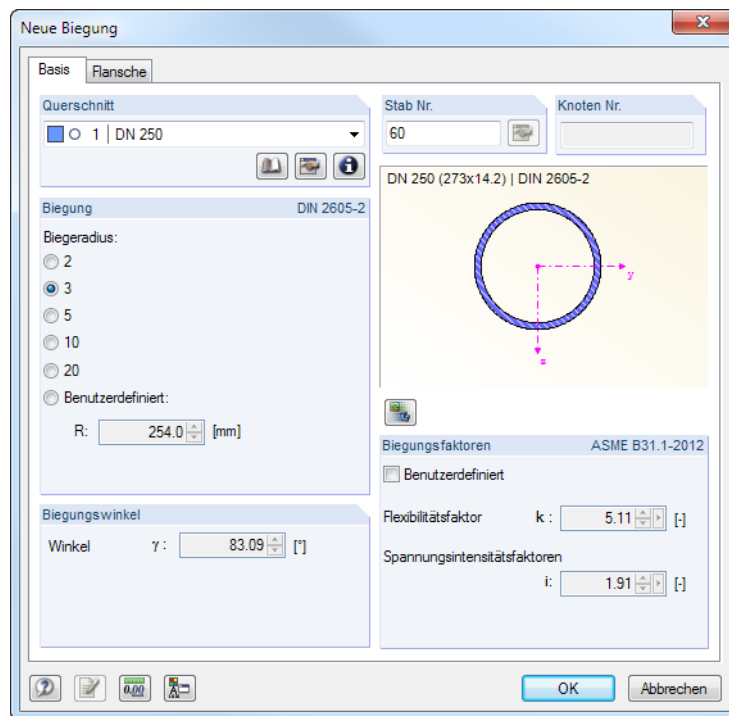 Neue Biegung
Basis
Flansche
Querschnitt
1 DN 250
Stab Nr.
60
Knoten Nr.
DN 250 (273x14.2) | DIN 2605-2
y
z
Biegung DIN 2605-2
Biegeradius:
2
3
5
10
20
Benutzerdefiniert:
R: 254.0 [mm]
Biegungswinkel
Winkel γ: 83.09 [°]
Biegungsfaktoren ASME B31.1-2012
Benutzerdefiniert
Flexibilitätsfaktor k: 5.11 [-]
Spannungsintensitätsfaktoren
i: 1.91 [-]
0.00
OK
Abbrechen